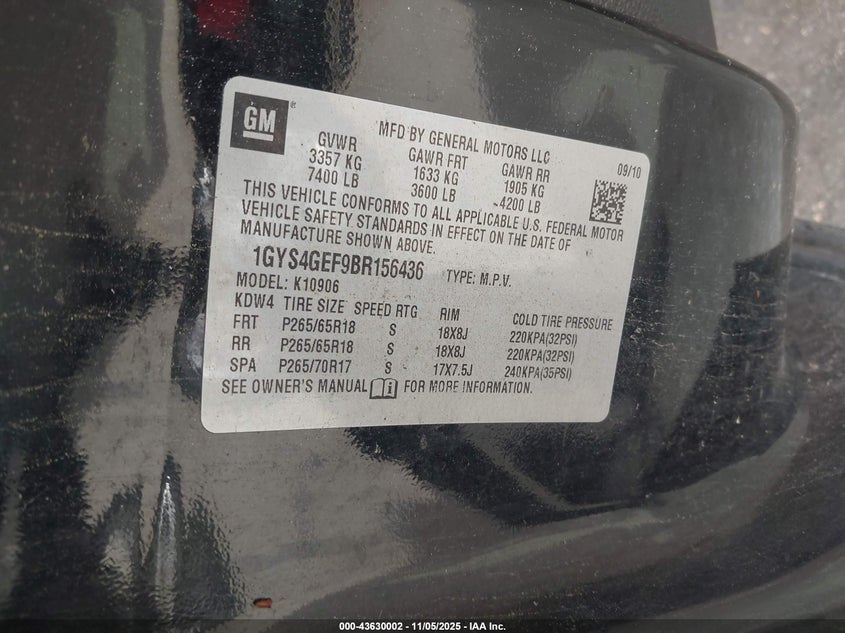 GM®
MFD BY GENERAL MOTORS LLC
GVWR GAWR FRT GAWR RR 09/10
3357 KG 1633 KG 1905 KG
7400 LB 3600 LB 4200 LB
THIS VEHICLE CONFORMS TO ALL APPLICABLE U.S. FEDERAL MOTOR
VEHICLE SAFETY STANDARDS IN EFFECT ON THE DATE OF
MANUFACTURE SHOWN ABOVE.
1GYS4GEF9BR156436 TYPE: M.P.V.
MODEL: K10906
KDW4 TIRE SIZE SPEED RTG RIM COLD TIRE PRESSURE
FRT P265/65R18 S 18X8J 220KPA(32PSI)
RR P265/65R18 S 18X8J 220KPA(32PSI)
SPA P265/70R17 S 17X7.5J 240KPA(35PSI)
SEE OWNER'S MANUAL FOR MORE INFORMATION.
000-43630002 - 11/05/2025 - IAA Inc.